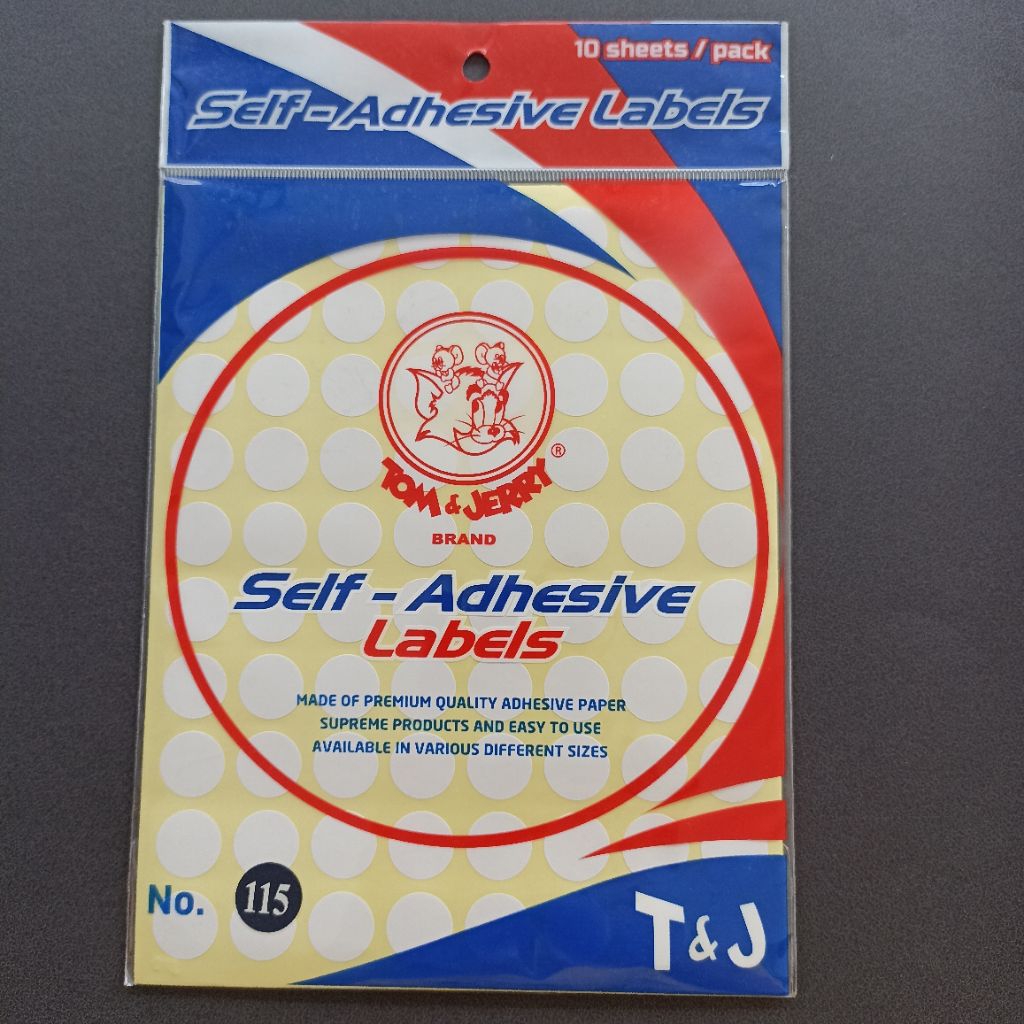 10 sheets / pack
Self-Adhesive Labels
TOM & JERRY ®
BRAND
Self - Adhesive
Labels
MADE OF PREMIUM QUALITY ADHESIVE PAPER
SUPREME PRODUCTS AND EASY TO USE
AVAILABLE IN VARIOUS DIFFERENT SIZES
No. 115
T&J